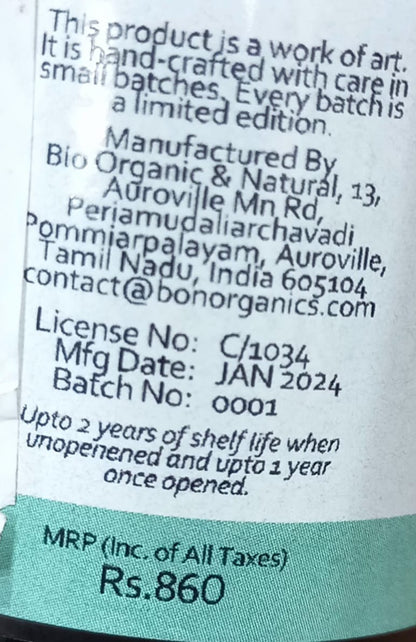 This product is a work of art.
It is hand-crafted with care in
small batches. Every batch is
a limited edition.
Manufactured By
Bio Organic & Natural, 13,
Auroville Mn Rd,
Periamudaliarchavadi
Pommiarpalayam, Auroville,
Tamil Nadu, India 605104
contact@bonorganics.com
License No: C/1034
Mfg Date: JAN 2024
Batch No: 0001
Upto 2 years of shelf life when
unopenened and upto 1 year
once opened.
MRP (Inc. of All Taxes)
Rs.860